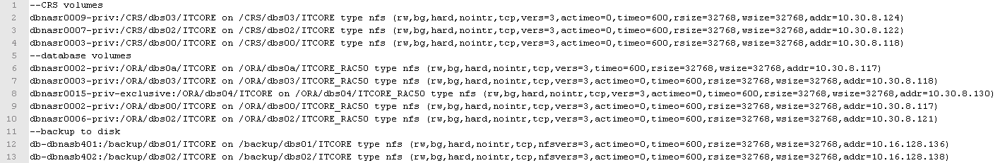 1 --CRS volumes
2 dbnasr0009-priv:/CRS/dbs03/ITCORE on /CRS/dbs03/ITCORE type nfs (rw,bg,hard,nointr,tcp,vers=3,actimeo=0,timeo=600,rsize=32768,wsize=32768,addr=10.30.8.124)
3 dbnasr0007-priv:/CRS/dbs02/ITCORE on /CRS/dbs02/ITCORE type nfs (rw,bg,hard,nointr,tcp,vers=3,actimeo=0,timeo=600,rsize=32768,wsize=32768,addr=10.30.8.122)
4 dbnasr0003-priv:/CRS/dbs00/ITCORE on /CRS/dbs00/ITCORE type nfs (rw,bg,hard,nointr,tcp,vers=3,actimeo=0,timeo=600,rsize=32768,wsize=32768,addr=10.30.8.118)
5 --database volumes
6 dbnasr0002-priv:/ORA/dbs0a/ITCORE on /ORA/dbs0a/ITCORE_RAC50 type nfs (rw,bg,hard,nointr,tcp,vers=3,timeo=600,rsize=32768,wsize=32768,addr=10.30.8.117)
7 dbnasr0003-priv:/ORA/dbs03/ITCORE on /ORA/dbs03/ITCORE_RAC50 type nfs (rw,bg,hard,nointr,tcp,vers=3,actimeo=0,timeo=600,rsize=32768,wsize=32768,addr=10.30.8.118)
8 dbnasr0015-priv-exclusive:/ORA/dbs04/ITCORE on /ORA/dbs04/ITCORE_RAC50 type nfs (rw,bg,hard,nointr,tcp,vers=3,actimeo=0,timeo=600,rsize=32768,wsize=32768,addr=10.30.8.130)
9 dbnasr0002-priv:/ORA/dbs00/ITCORE on /ORA/dbs00/ITCORE_RAC50 type nfs (rw,bg,hard,nointr,tcp,vers=3,actimeo=0,timeo=600,rsize=32768,wsize=32768,addr=10.30.8.117)
10 dbnasr0006-priv:/ORA/dbs02/ITCORE on /ORA/dbs02/ITCORE_RAC50 type nfs (rw,bg,hard,nointr,tcp,vers=3,actimeo=0,timeo=600,rsize=32768,wsize=32768,addr=10.30.8.121)
11 --backup to disk
12 db-dbnasb401:/backup/dbs01/ITCORE on /backup/dbs01/ITCORE type nfs (rw,bg,hard,nointr,tcp,nfsvers=3,actimeo=0,timeo=600,rsize=32768,wsize=32768,addr=10.16.128.136)
13 db-dbnasb402:/backup/dbs02/ITCORE on /backup/dbs02/ITCORE type nfs (rw,bg,hard,nointr,tcp,nfsvers=3,actimeo=0,timeo=600,rsize=32768,wsize=32768,addr=10.16.128.138)